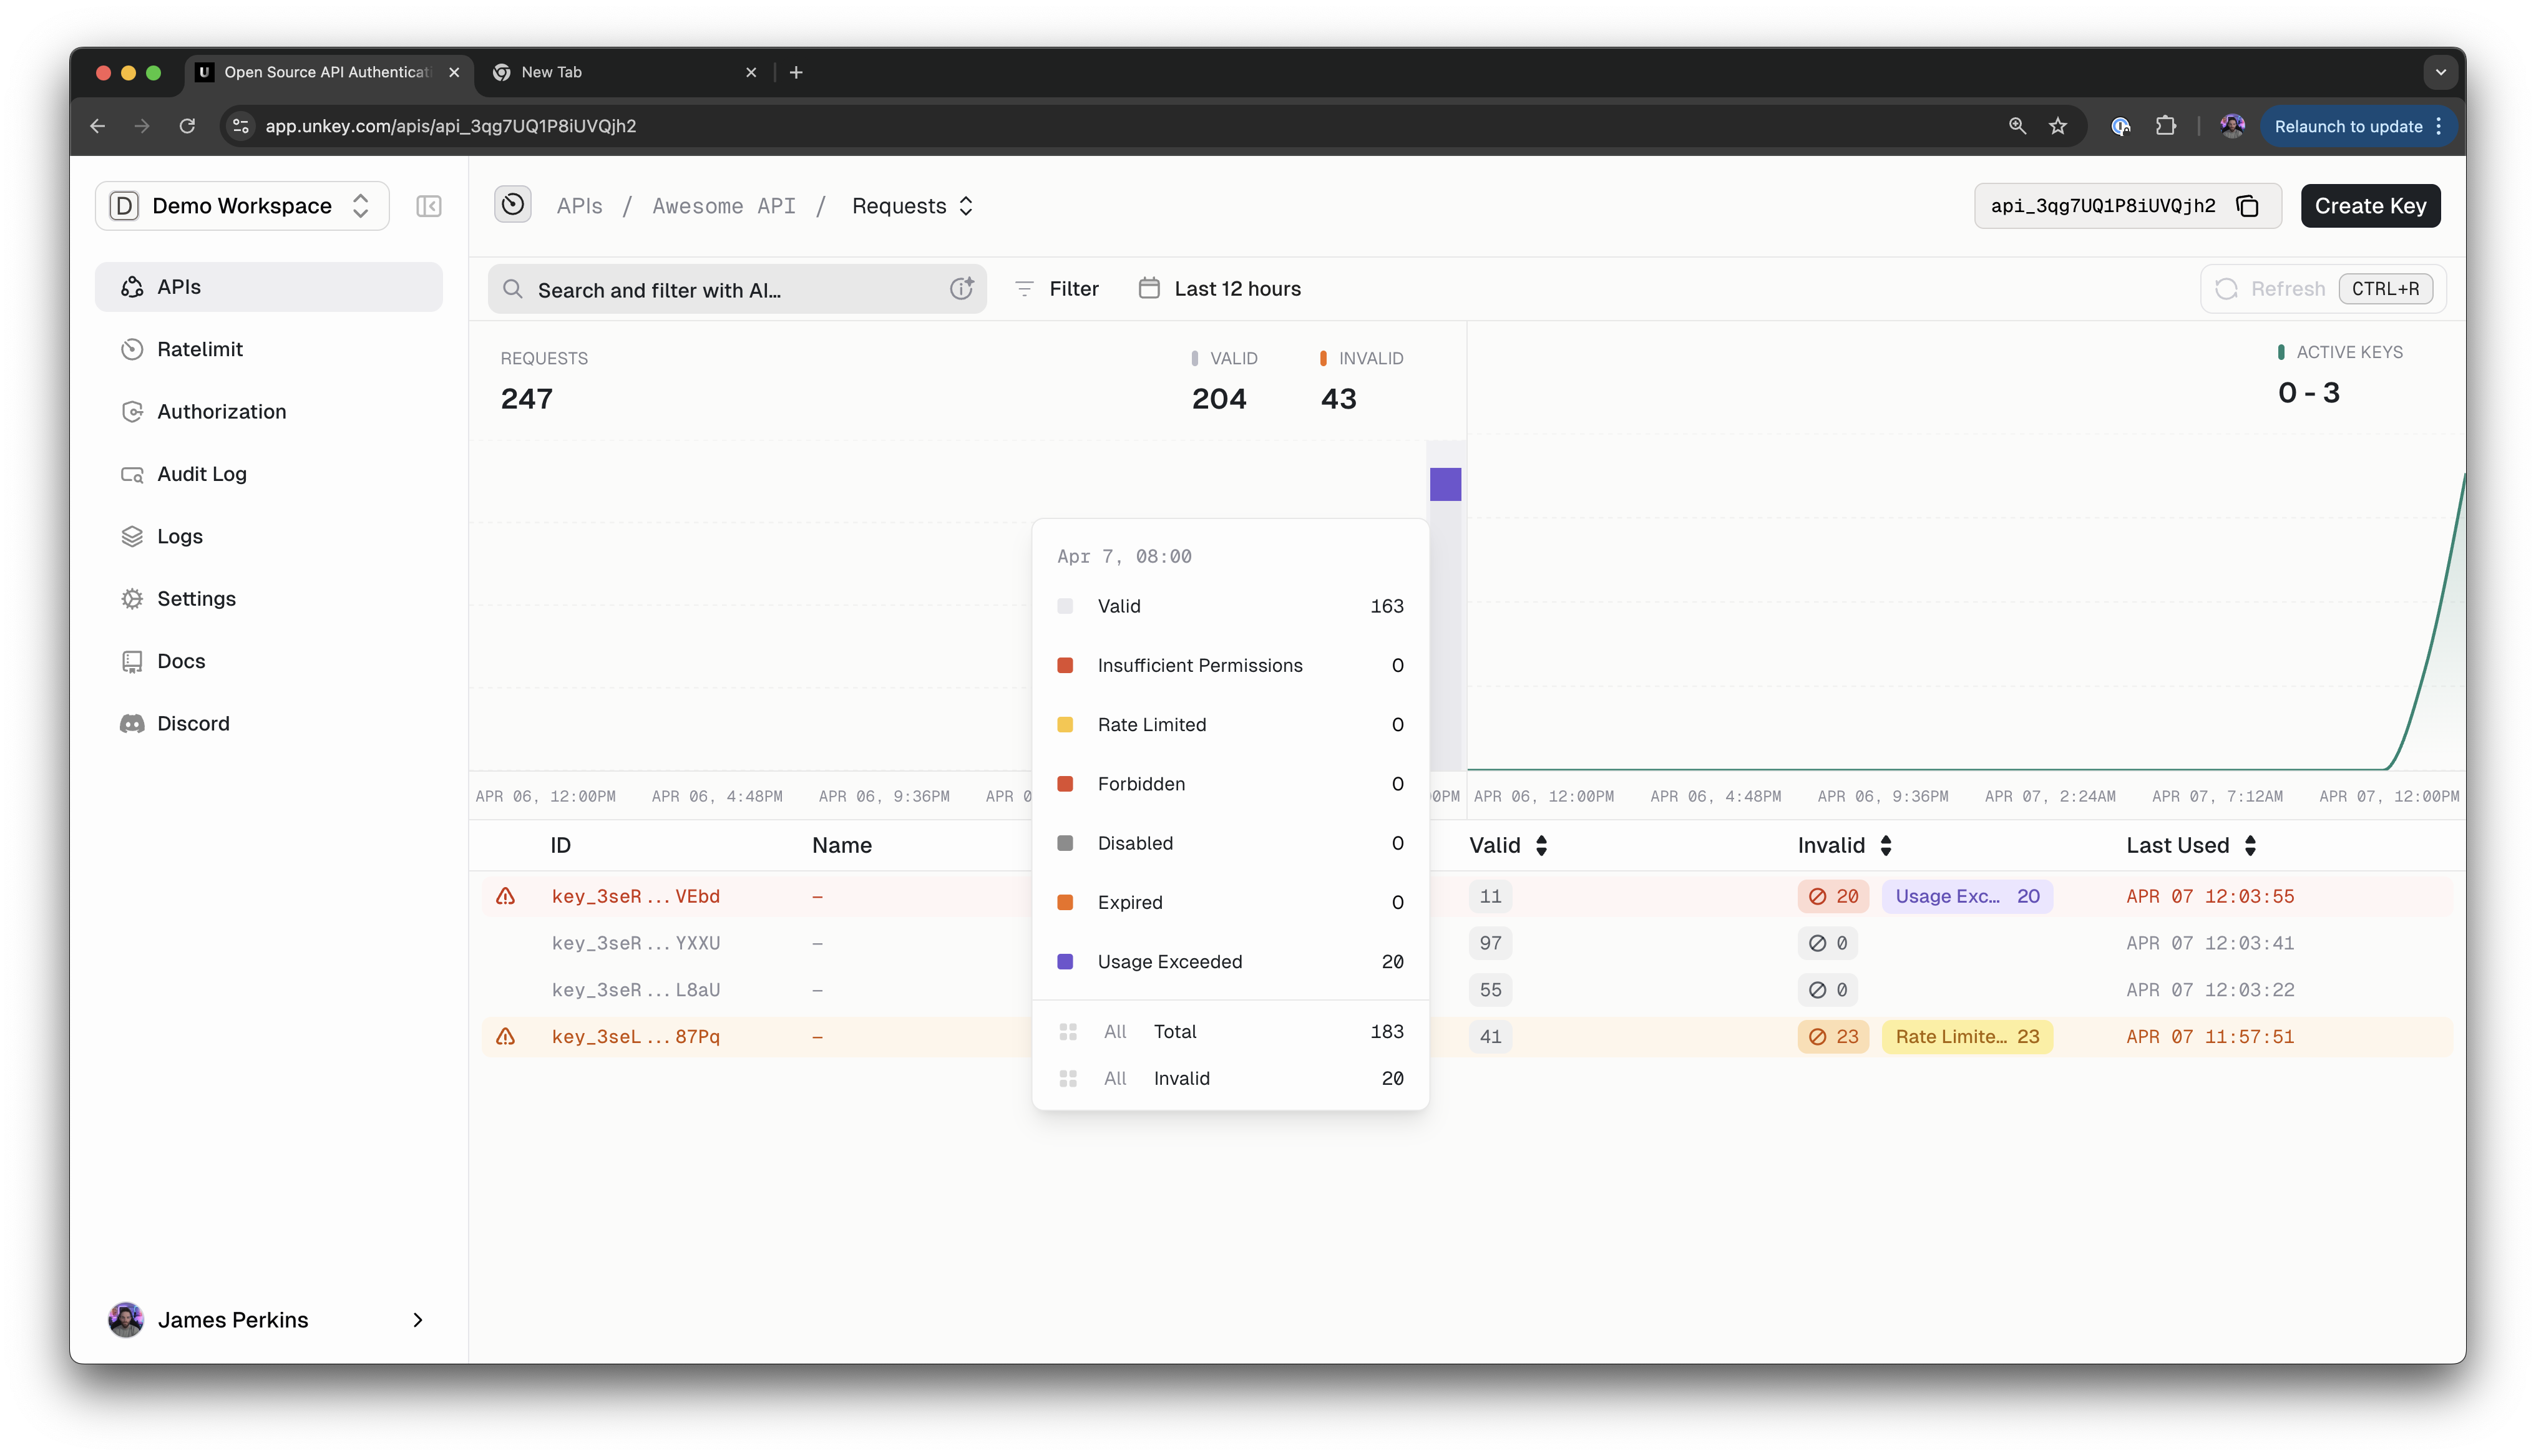 Open Source API Authenticati
New Tab
app.unkey.com/apis/api_3qg7UQ1P8iUVQjh2
Relaunch to update
D Demo Workspace
APIs / Awesome API / Requests
api_3qg7UQ1P8iUVQjh2
Create Key
APIs
Ratelimit
Authorization
Audit Log
Logs
Settings
Docs
Discord
James Perkins
Search and filter with AI...
Filter
Last 12 hours
Refresh CTRL+R
REQUESTS
247
VALID
204
INVALID
43
ACTIVE KEYS
0 - 3
Apr 7, 08:00
Valid 163
Insufficient Permissions 0
Rate Limited 0
Forbidden 0
Disabled 0
Expired 0
Usage Exceeded 20
All Total 183
All Invalid 20
APR 06, 12:00PM APR 06, 4:48PM APR 06, 9:36PM APR 0
0PM
APR 06, 12:00PM APR 06, 4:48PM APR 06, 9:36PM APR 07, 2:24AM APR 07, 7:12AM APR 07, 12:00PM
ID Name Valid Invalid Last Used
key_3seR ... VEbd – 11 20 Usage Exc... 20 APR 07 12:03:55
key_3seR ... YXXU – 97 0 APR 07 12:03:41
key_3seR ... L8aU – 55 0 APR 07 12:03:22
key_3seL ... 87Pq – 41 23 Rate Limite... 23 APR 07 11:57:51